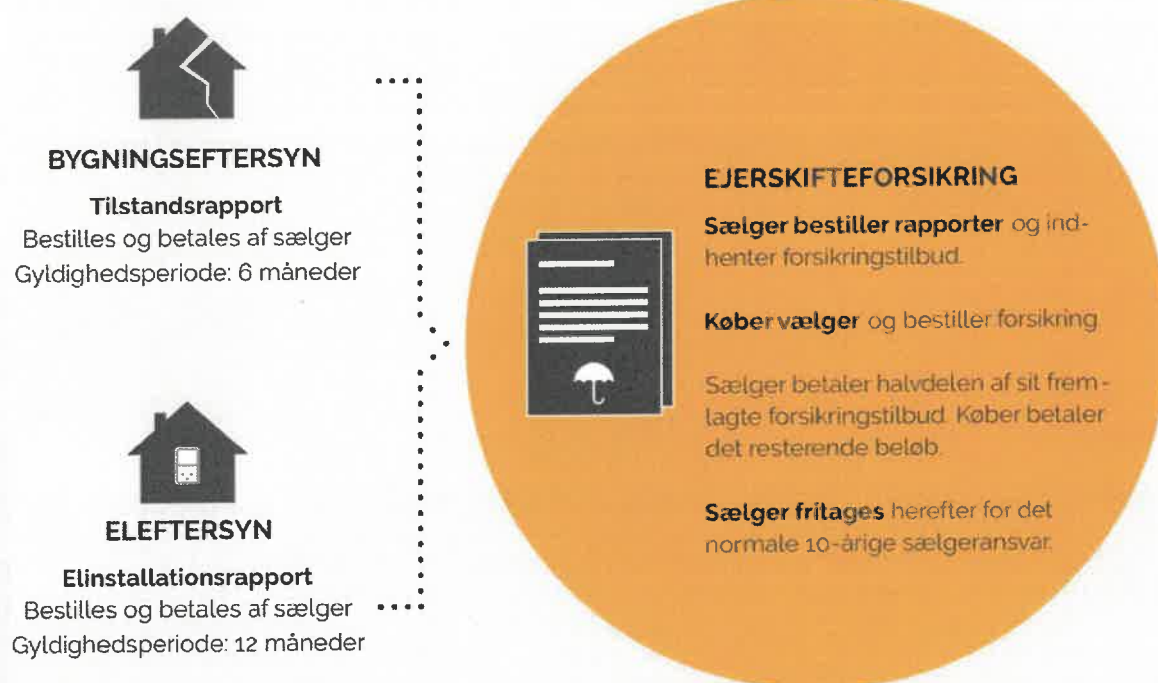 BYGNINGSEFTERSYN
Tilstandsrapport
Bestilles og betales af sælger
Gyldighedsperiode: 6 måneder
ELEFTERSYN
Elinstallationsrapport
Bestilles og betales af sælger
Gyldighedsperiode: 12 måneder
EJERSKIFTEFORSIKRING
Sælger bestiller rapporter og ind-
henter forsikringstilbud.
Køber vælger og bestiller forsikring.
Sælger betaler halvdelen af sit frem-
lagte forsikringstilbud. Køber betaler
det resterende beløb.
Sælger fritages herefter for det
normale 10-årige sælgeransvar.